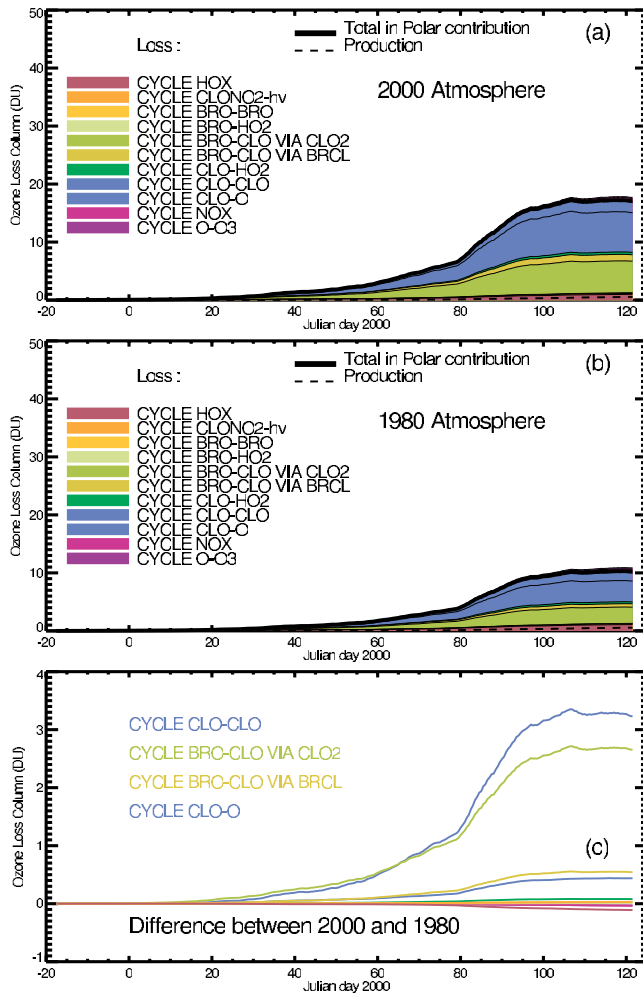 50
40
30
20
10
0
Ozone Loss Column (DU)
Loss :
Total in Polar contribution
Production
(a)
2000 Atmosphere
CYCLE HOX
CYCLE CLONO2-hv
CYCLE BRO-BRO
CYCLE BRO-HO2
CYCLE BRO-CLO VIA CLO2
CYCLE BRO-CLO VIA BRCL
CYCLE CLO-HO2
CYCLE CLO-CLO
CYCLE CLO-O
CYCLE NOX
CYCLE O-O3
-20 0 20 40 60 80 100 120
Julian day 2000
50
40
30
20
10
0
Ozone Loss Column (DU)
Loss :
Total in Polar contribution
Production
(b)
1980 Atmosphere
CYCLE HOX
CYCLE CLONO2-hv
CYCLE BRO-BRO
CYCLE BRO-HO2
CYCLE BRO-CLO VIA CLO2
CYCLE BRO-CLO VIA BRCL
CYCLE CLO-HO2
CYCLE CLO-CLO
CYCLE CLO-O
CYCLE NOX
CYCLE O-O3
-20 0 20 40 60 80 100 120
Julian day 2000
4
3
2
1
0
-1
Ozone Loss Column (DU)
CYCLE CLO-CLO
CYCLE BRO-CLO VIA CLO2
CYCLE BRO-CLO VIA BRCL
CYCLE CLO-O
(c)
Difference between 2000 and 1980
-20 0 20 40 60 80 100 120
Julian day 2000